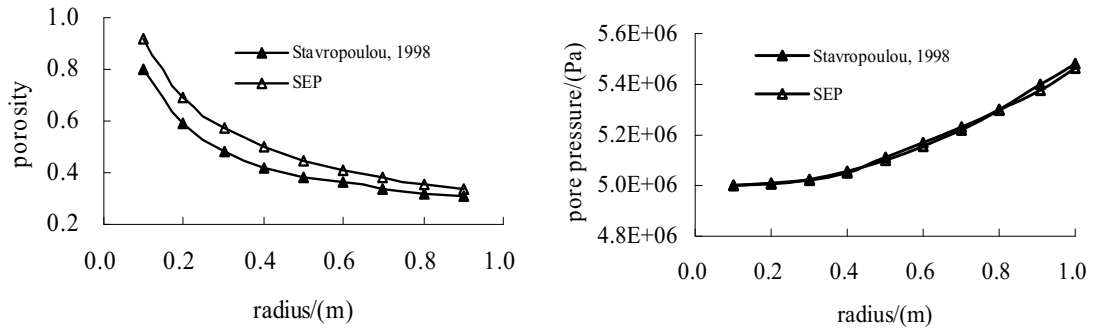 porosity
1.0
0.8
0.6
0.4
0.2
Stavropoulou, 1998
SEP
0.0 0.2 0.4 0.6 0.8 1.0
radius/(m)
pore pressure/(Pa)
5.6E+06
5.4E+06
5.2E+06
5.0E+06
4.8E+06
Stavropoulou, 1998
SEP
0.0 0.2 0.4 0.6 0.8 1.0
radius/(m)